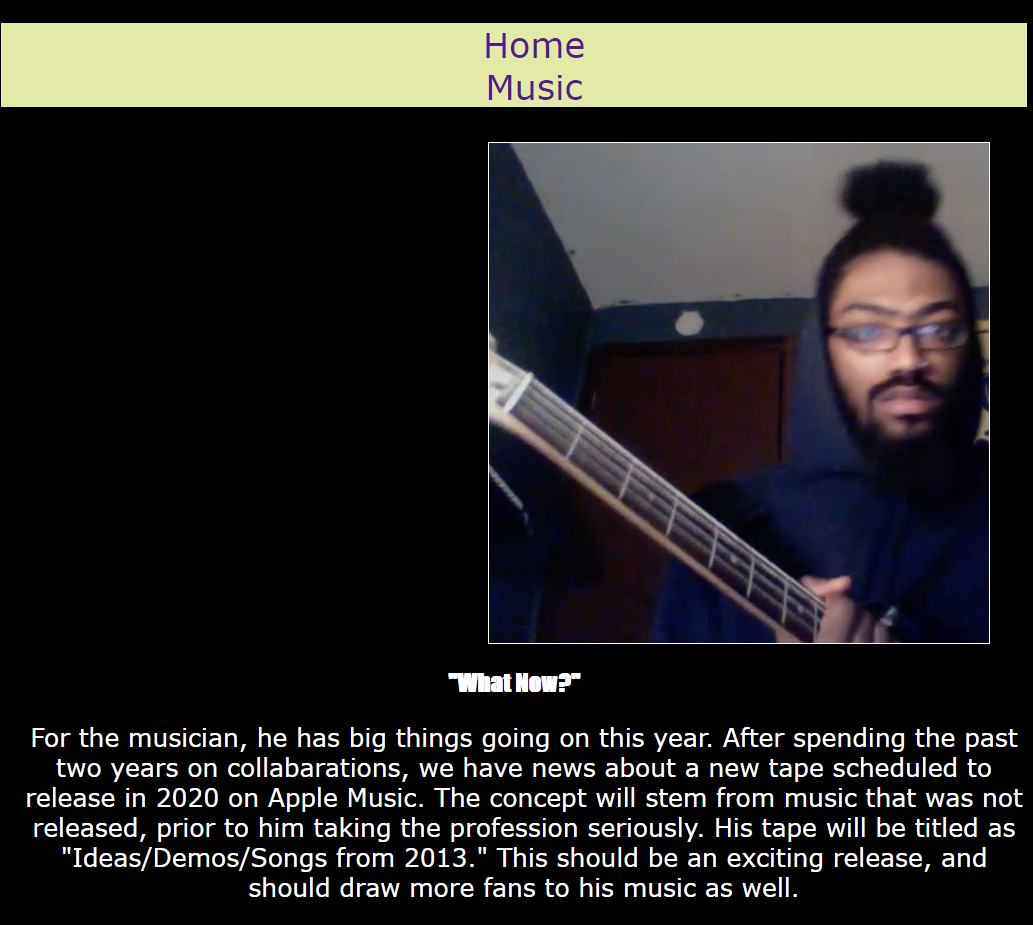 Home
Music
"What Now?"
For the musician, he has big things going on this year. After spending the past
two years on collabarations, we have news about a new tape scheduled to
release in 2020 on Apple Music. The concept will stem from music that was not
released, prior to him taking the profession seriously. His tape will be titled as
"Ideas/Demos/Songs from 2013." This should be an exciting release, and
should draw more fans to his music as well.